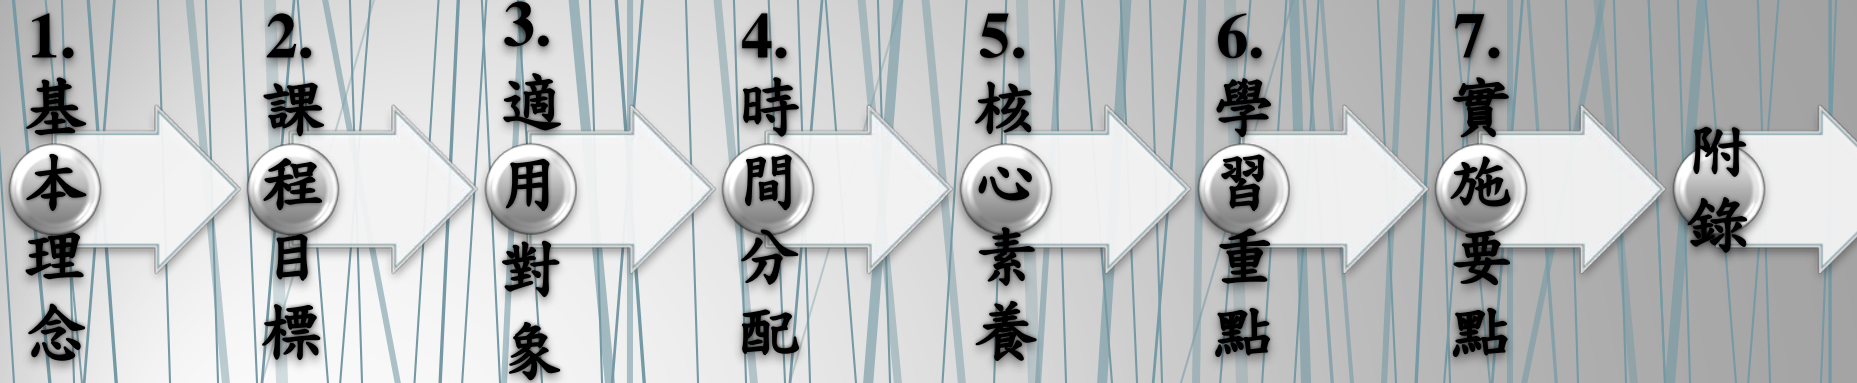 1.基本理念
2.課程目標
3.適用對象
4.時間分配
5.核心素養
6.學習重點
7.實施要點
附錄